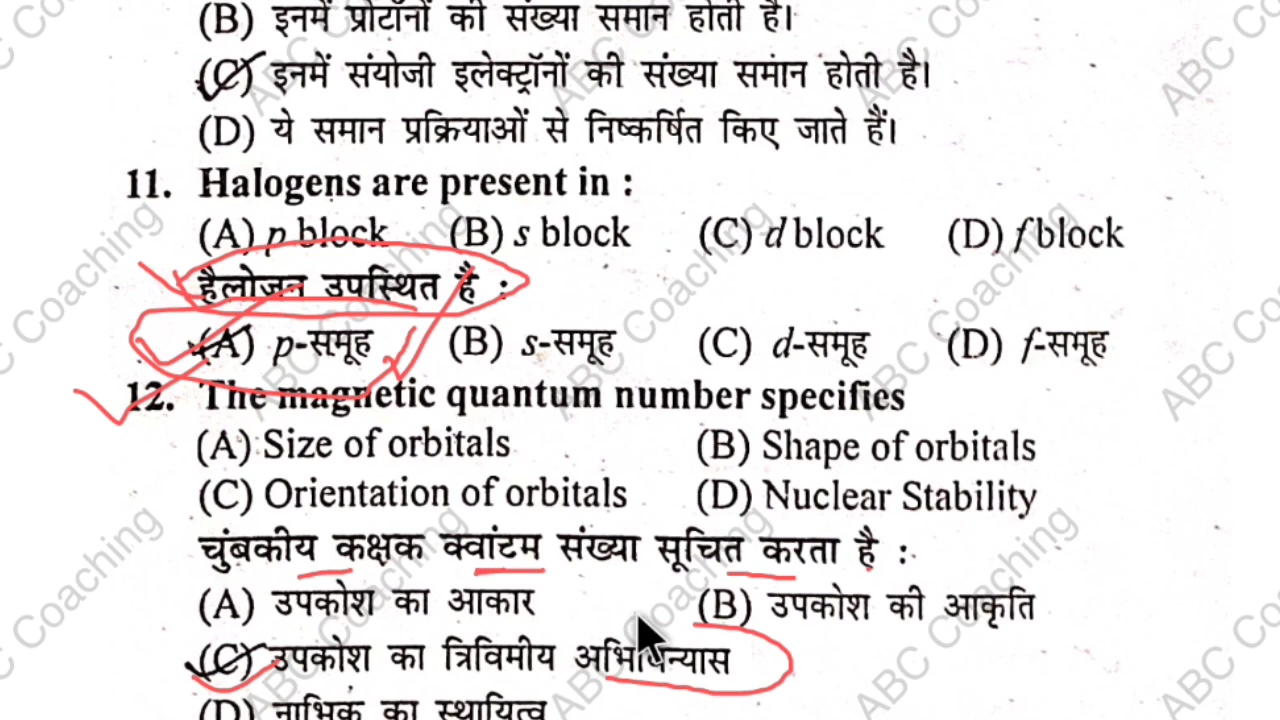 (B) इनमें प्रोटॉनों की संख्या समान होती है।
(C) इनमें संयोजी इलेक्ट्रॉनों की संख्या समान होती है।
(D) ये समान प्रक्रियाओं से निष्कर्षित किए जाते हैं।
11. Halogens are present in :
(A) p block (B) s block (C) d block (D) f block
हैलोजन उपस्थित है :
(A) p-समूह (B) s-समूह (C) d-समूह (D) f-समूह
12. The magnetic quantum number specifies
(A) Size of orbitals (B) Shape of orbitals
(C) Orientation of orbitals (D) Nuclear Stability
चुंबकीय कक्षक क्वांटम संख्या सूचित करता है :
(A) उपकोश का आकार (B) उपकोश की आकृति
(C) उपकोश का त्रिविमीय अभिविन्यास
(D) नाभिक का स्थायित्व
ABC Coaching